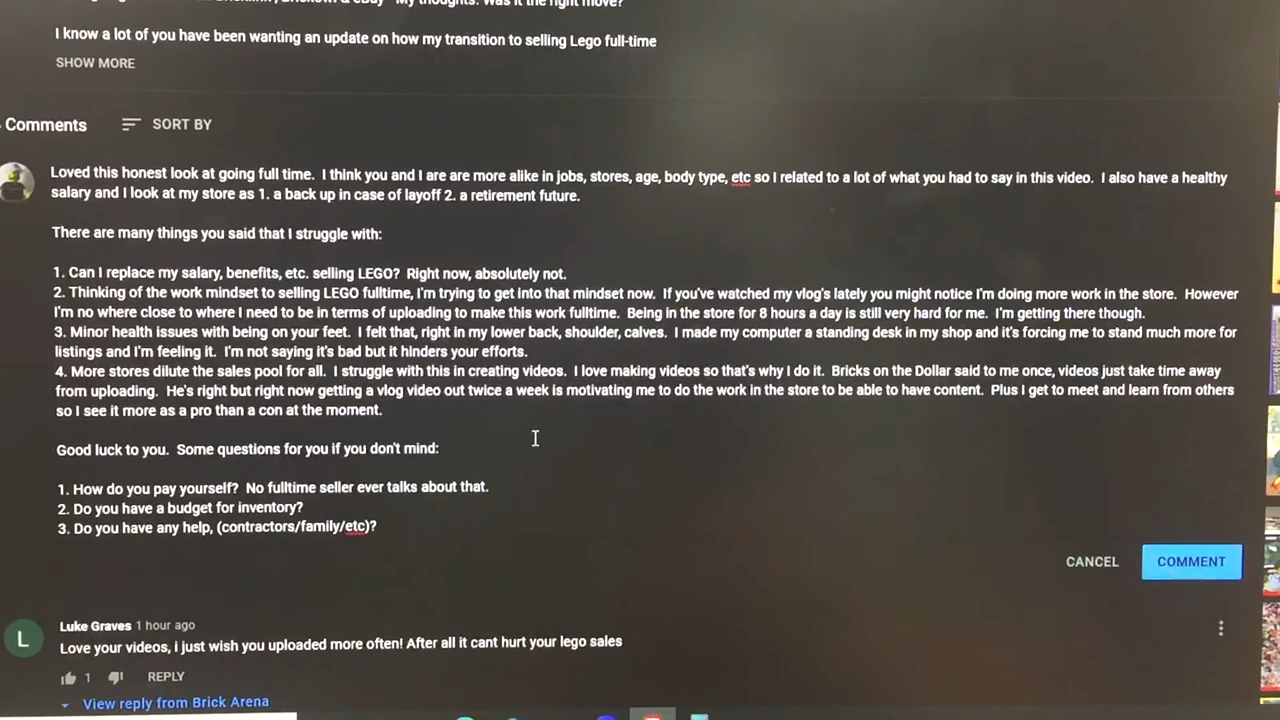 My thoughts. Was it the right move?
I know a lot of you have been wanting an update on how my transition to selling Lego full-time
SHOW MORE
Comments
SORT BY
Loved this honest look at going full time. I think you and I are are more alike in jobs, stores, age, body type, etc so I related to a lot of what you had to say in this video. I also have a healthy
salary and I look at my store as 1. a back up in case of layoff 2. a retirement future.
There are many things you said that I struggle with:
1. Can I replace my salary, benefits, etc. selling LEGO? Right now, absolutely not.
2. Thinking of the work mindset to selling LEGO fulltime, I'm trying to get into that mindset now. If you've watched my vlog's lately you might notice I'm doing more work in the store. However
I'm no where close to where I need to be in terms of uploading to make this work fulltime. Being in the store for 8 hours a day is still very hard for me. I'm getting there though.
3. Minor health issues with being on your feet. I felt that, right in my lower back, shoulder, calves. I made my computer a standing desk in my shop and it's forcing me to stand much more for
listings and I'm feeling it. I'm not saying it's bad but it hinders your efforts.
4. More stores dilute the sales pool for all. I struggle with this in creating videos. I love making videos so that's why I do it. Bricks on the Dollar said to me once, videos just take time away
from uploading. He's right but right now getting a vlog video out twice a week is motivating me to do the work in the store to be able to have content. Plus I get to meet and learn from others
so I see it more as a pro than a con at the moment.
Good luck to you. Some questions for you if you don't mind:
1. How do you pay yourself? No fulltime seller ever talks about that.
2. Do you have a budget for inventory?
3. Do you have any help, (contractors/family/etc)?
CANCEL
COMMENT
L
Luke Graves 1 hour ago
Love your videos, i just wish you uploaded more often! After all it cant hurt your lego sales
1 REPLY
View reply from Brick Arena